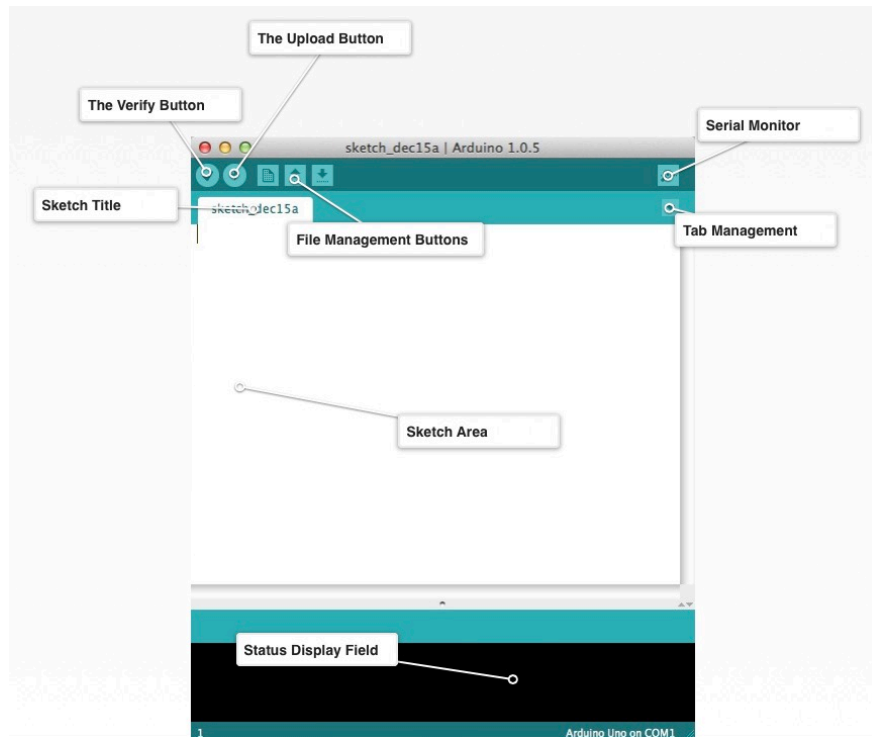 The Upload Button
The Verify Button
Serial Monitor
sketch_dec15a | Arduino 1.0.5
Sketch Title
sketch_dec15a
File Management Buttons
Tab Management
Sketch Area
Status Display Field
1
Arduino Uno on COM1